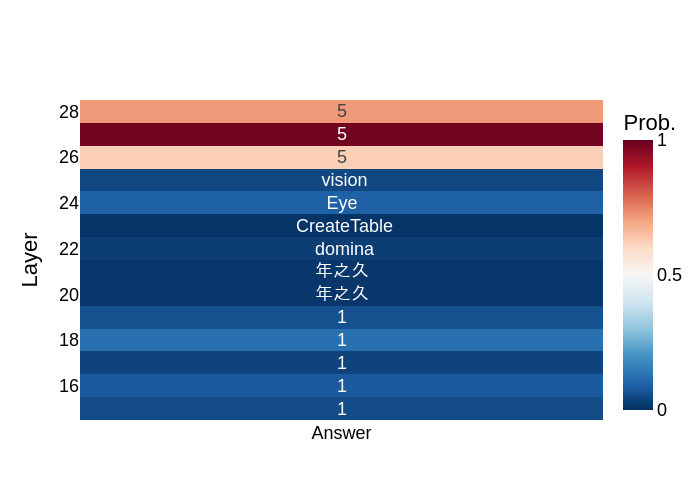 Prob.
28
5
1
5
26
5
vision
24
Eye
CreateTable
22
domina
Layer
年之久
0.5
20
年之久
1
18
1
1
16
1
1
0
Answer